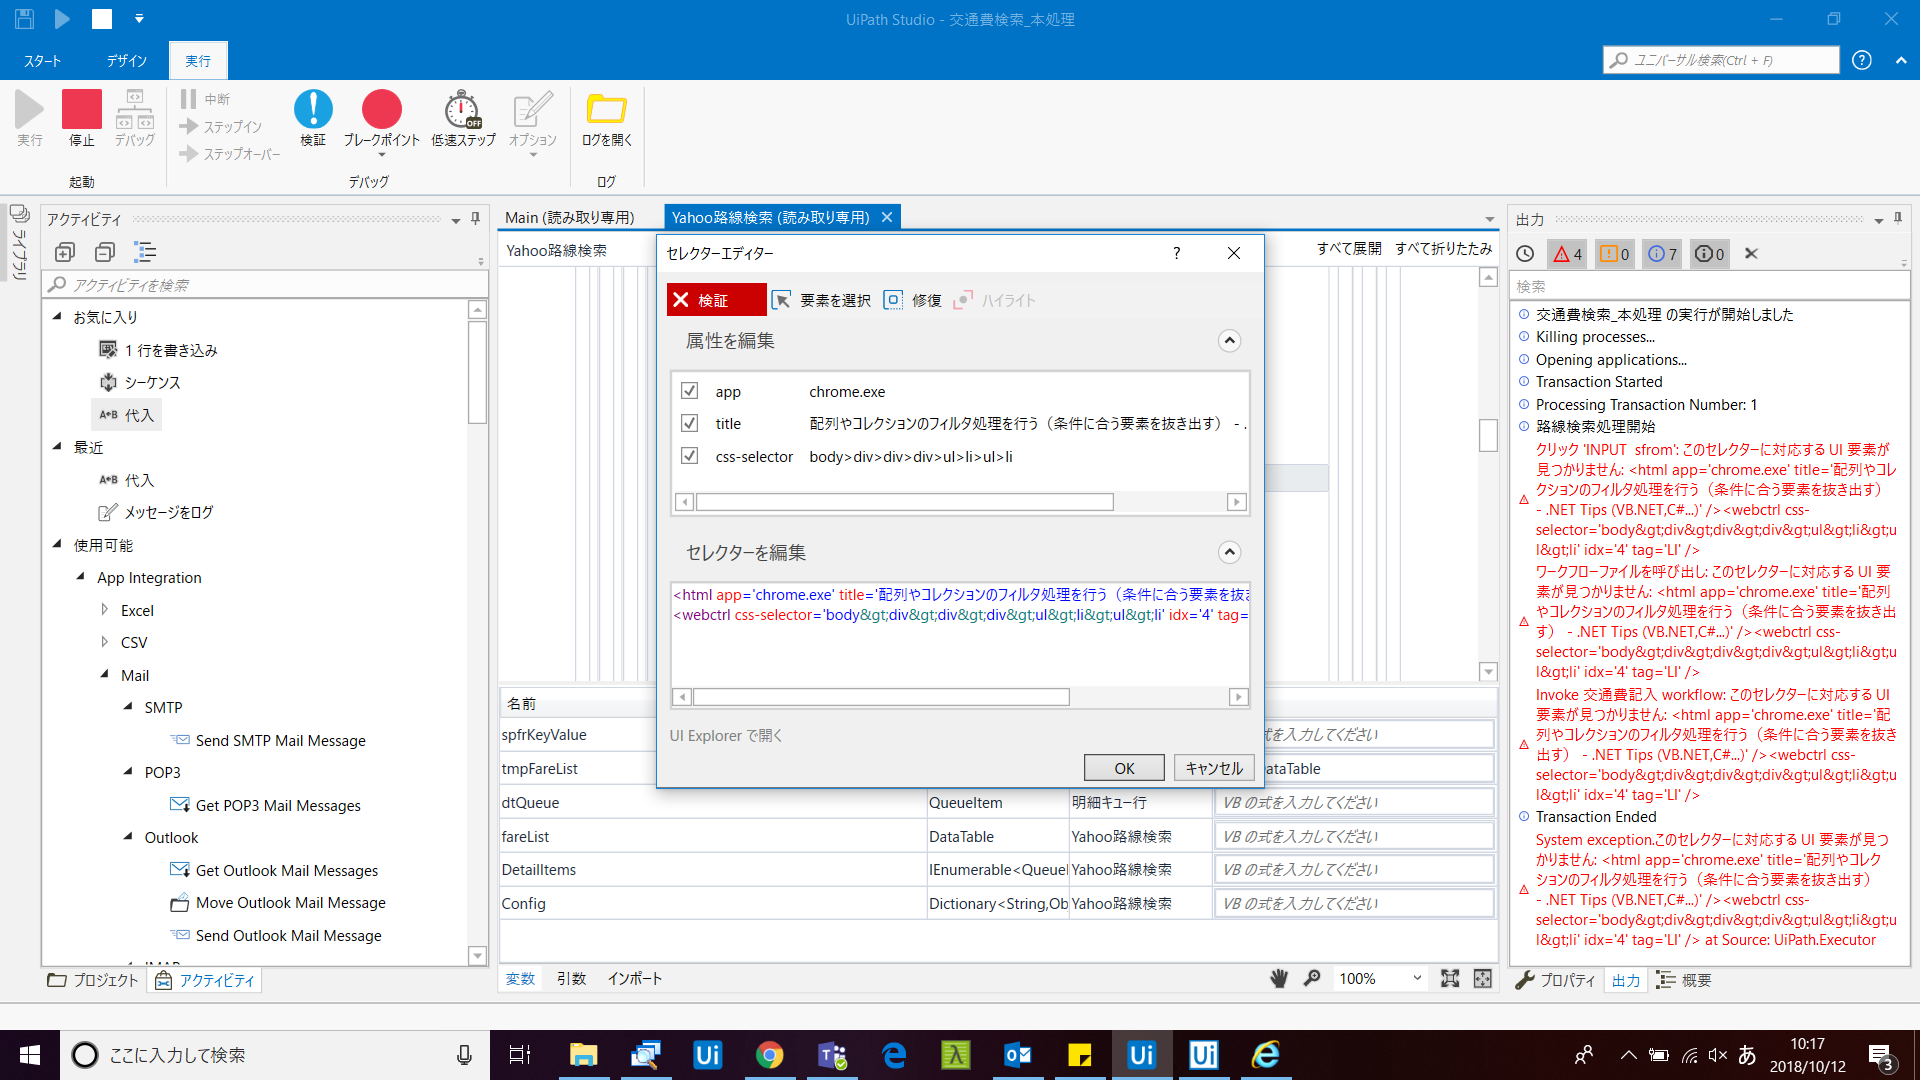 UiPath Studio - 交通費検索_本処理
スタート
デザイン
実行
ユニバーサル検索(Ctrl + F)
実行
停止
デバッグ
中断
ステップイン
ステップオーバー
検証
ブレークポイント
低速ステップ
OFF
オプション
ログを開く
起動
デバッグ
ログ
ライブラリ
アクティビティ
アクティビティを検索
お気に入り
1 行を書き込み
シーケンス
A+B 代入
最近
A+B 代入
メッセージをログ
使用可能
App Integration
Excel
CSV
Mail
SMTP
Send SMTP Mail Message
POP3
Get POP3 Mail Messages
Outlook
Get Outlook Mail Messages
Move Outlook Mail Message
Send Outlook Mail Message
プロジェクト
アクティビティ
Main (読み取り専用)
Yahoo路線検索 (読み取り専用)
Yahoo路線検索
すべて展開
すべて折りたたみ
セレクターエディター
?
検証
要素を選択
修復
ハイライト
属性を編集
app chrome.exe
title 配列やコレクションのフィルタ処理を行う（条件に合う要素を抜き出す） - .
css-selector body>div>div>div>ul>li>ul>li
セレクターを編集
<html app='chrome.exe' title='配列やコレクションのフィルタ処理を行う（条件に合う要素を抜き
<webctrl css-selector='body&gt;div&gt;div&gt;div&gt;ul&gt;li&gt;ul&gt;li' idx='4' tag=
UI Explorer で開く
OK
キャンセル
名前
spfrKeyValue
式を入力してください
tmpFareList
ataTable
dtQueue QueueItem 明細キュー行 VB の式を入力してください
fareList DataTable Yahoo路線検索 VB の式を入力してください
DetailItems IEnumerable<QueueI Yahoo路線検索 VB の式を入力してください
Config Dictionary<String,Ob Yahoo路線検索 VB の式を入力してください
変数
引数
インポート
100%
出力
4
0
7
0
検索
交通費検索_本処理 の実行が開始しました
Killing processes...
Opening applications...
Transaction Started
Processing Transaction Number: 1
路線検索処理開始
クリック 'INPUT sfrom': このセレクターに対応する UI 要素が
見つかりません: <html app='chrome.exe' title='配列やコレ
クションのフィルタ処理を行う（条件に合う要素を抜き出す）
- .NET Tips (VB.NET,C#...)' /><webctrl css-
selector='body&gt;div&gt;div&gt;div&gt;ul&gt;li&gt;u
l&gt;li' idx='4' tag='LI' />
ワークフローファイルを呼び出し: このセレクターに対応する UI 要
素が見つかりません: <html app='chrome.exe' title='配列
やコレクションのフィルタ処理を行う（条件に合う要素を抜き出
す） - .NET Tips (VB.NET,C#...)' /><webctrl css-
selector='body&gt;div&gt;div&gt;div&gt;ul&gt;li&gt;u
l&gt;li' idx='4' tag='LI' />
Invoke 交通費記入 workflow: このセレクターに対応する UI
要素が見つかりません: <html app='chrome.exe' title='配
列やコレクションのフィルタ処理を行う（条件に合う要素を抜き
出す） - .NET Tips (VB.NET,C#...)' /><webctrl css-
selector='body&gt;div&gt;div&gt;div&gt;ul&gt;li&gt;u
l&gt;li' idx='4' tag='LI' />
Transaction Ended
System exception.このセレクターに対応する UI 要素が見つ
かりません: <html app='chrome.exe' title='配列やコレク
ションのフィルタ処理を行う（条件に合う要素を抜き出す）
- .NET Tips (VB.NET,C#...)' /><webctrl css-
selector='body&gt;div&gt;div&gt;div&gt;ul&gt;li&gt;u
l&gt;li' idx='4' tag='LI' /> at Source: UiPath.Executor
プロパティ
出力
概要
ここに入力して検索
Ui
Ui
Ui
あ
10:17
2018/10/12
3